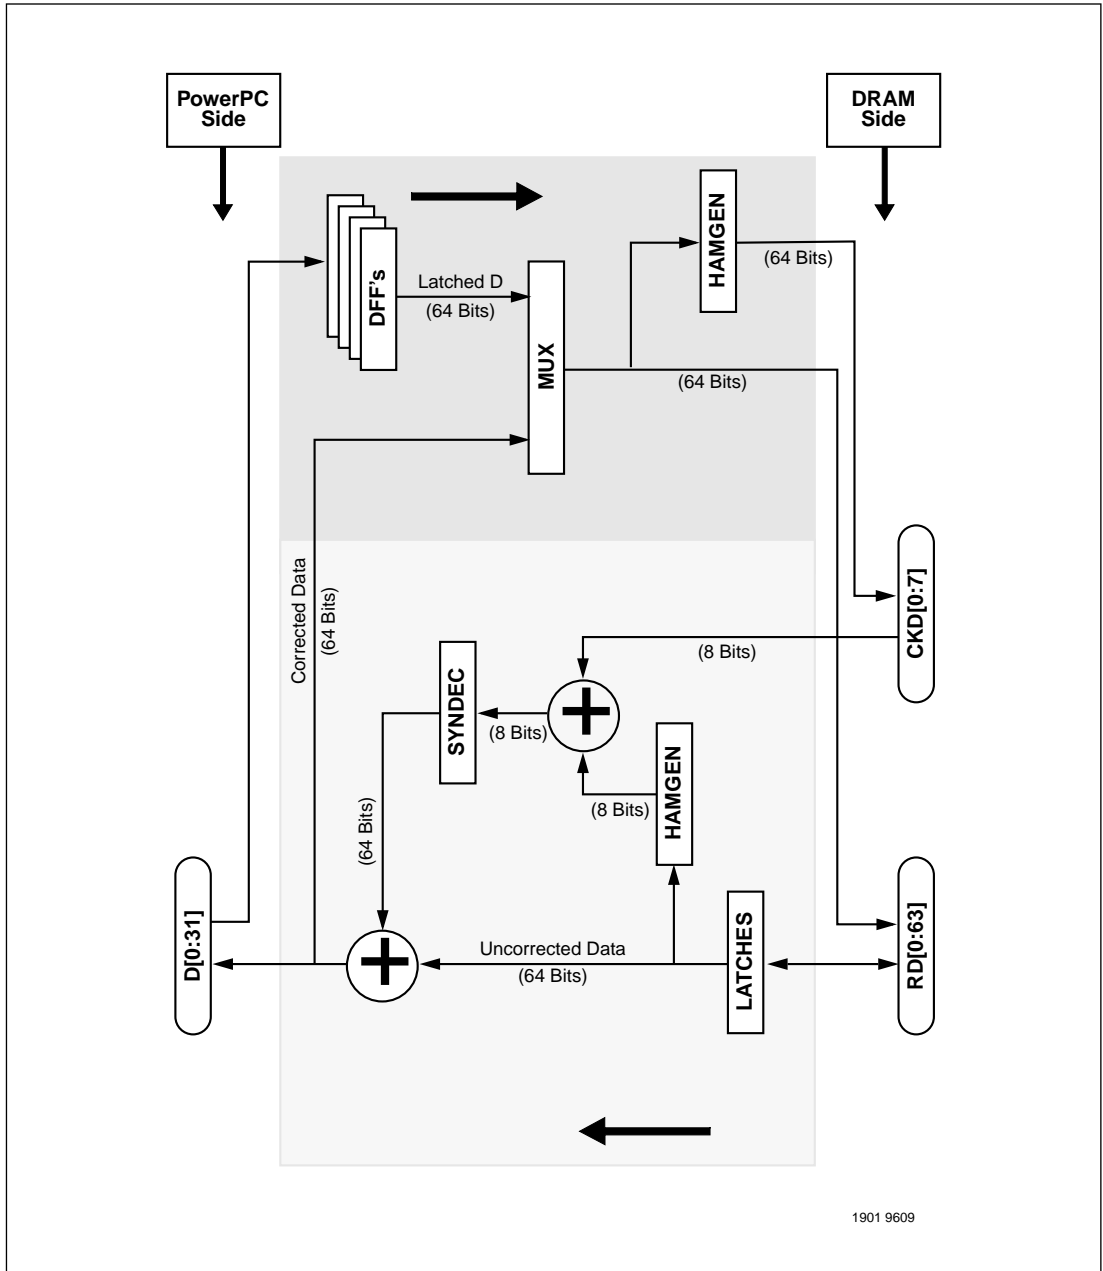 PowerPC
Side
DRAM
Side
HAMGEN
(64 Bits)
DFF's
Latched D
(64 Bits)
MUX
(64 Bits)
Corrected Data
(64 Bits)
CKD[0:7]
(8 Bits)
SYNDEC
(8 Bits)
HAMGEN
(8 Bits)
(64 Bits)
D[0:31]
Uncorrected Data
(64 Bits)
LATCHES
RD[0:63]
1901 9609